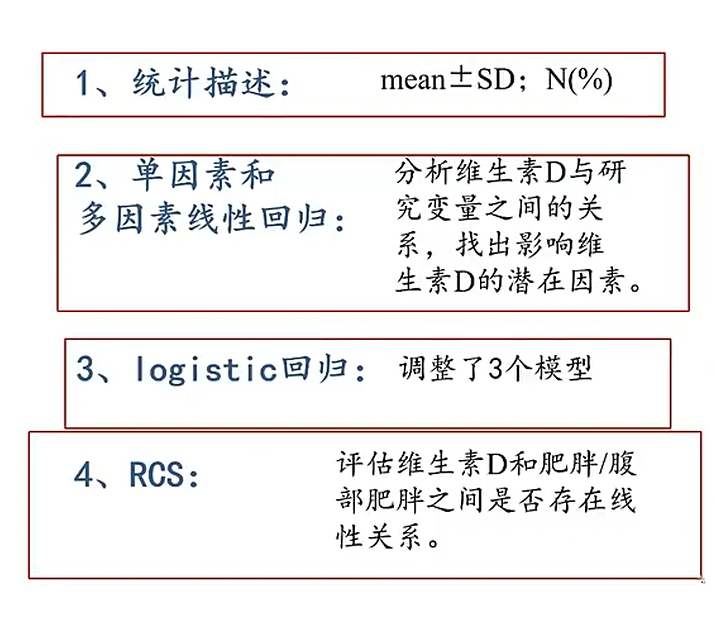 1、统计描述: mean±SD; N(%)
2、单因素和
多因素线性回归:
分析维生素D与研
究变量之间的关
系，找出影响维
生素D的潜在因素。
3、logistic回归: 调整了3个模型
4、RCS:
评估维生素D和肥胖/腹
部肥胖之间是否存在线
性关系。